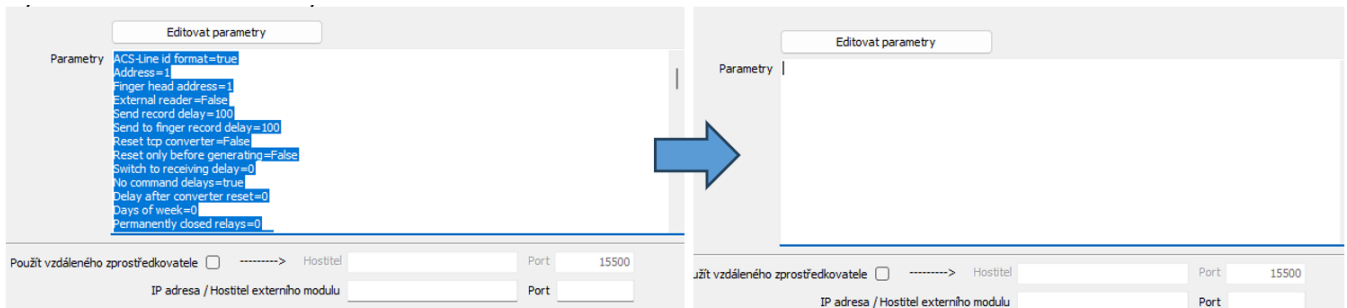 Editovat parametry
Parametry
ACS-Line id format=true
Address=1
Finger head address=1
External reader=False
Send record delay=100
Send to finger record delay=100
Reset tcp converter=False
Reset only before generating=False
Switch to receiving delay=0
No command delays=true
Delay after converter reset=0
Days of week=0
Permanently closed relays=0
Použít vzdáleného zprostředkovatele ---------> Hostitel Port 15500
IP adresa / Hostitel externího modulu Port
Editovat parametry
Parametry
užít vzdáleného zprostředkovatele ---------> Hostitel Port 15500
IP adresa / Hostitel externího modulu Port